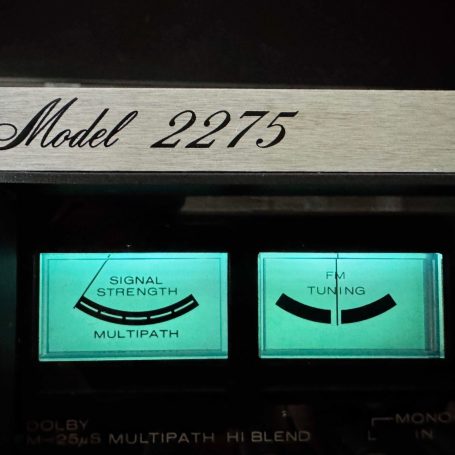 Model 2275
SIGNAL
STRENGTH
MULTIPATH
FM
TUNING
DOLBY
M-25µS MULTIPATH HI BLEND
MONO
L IN